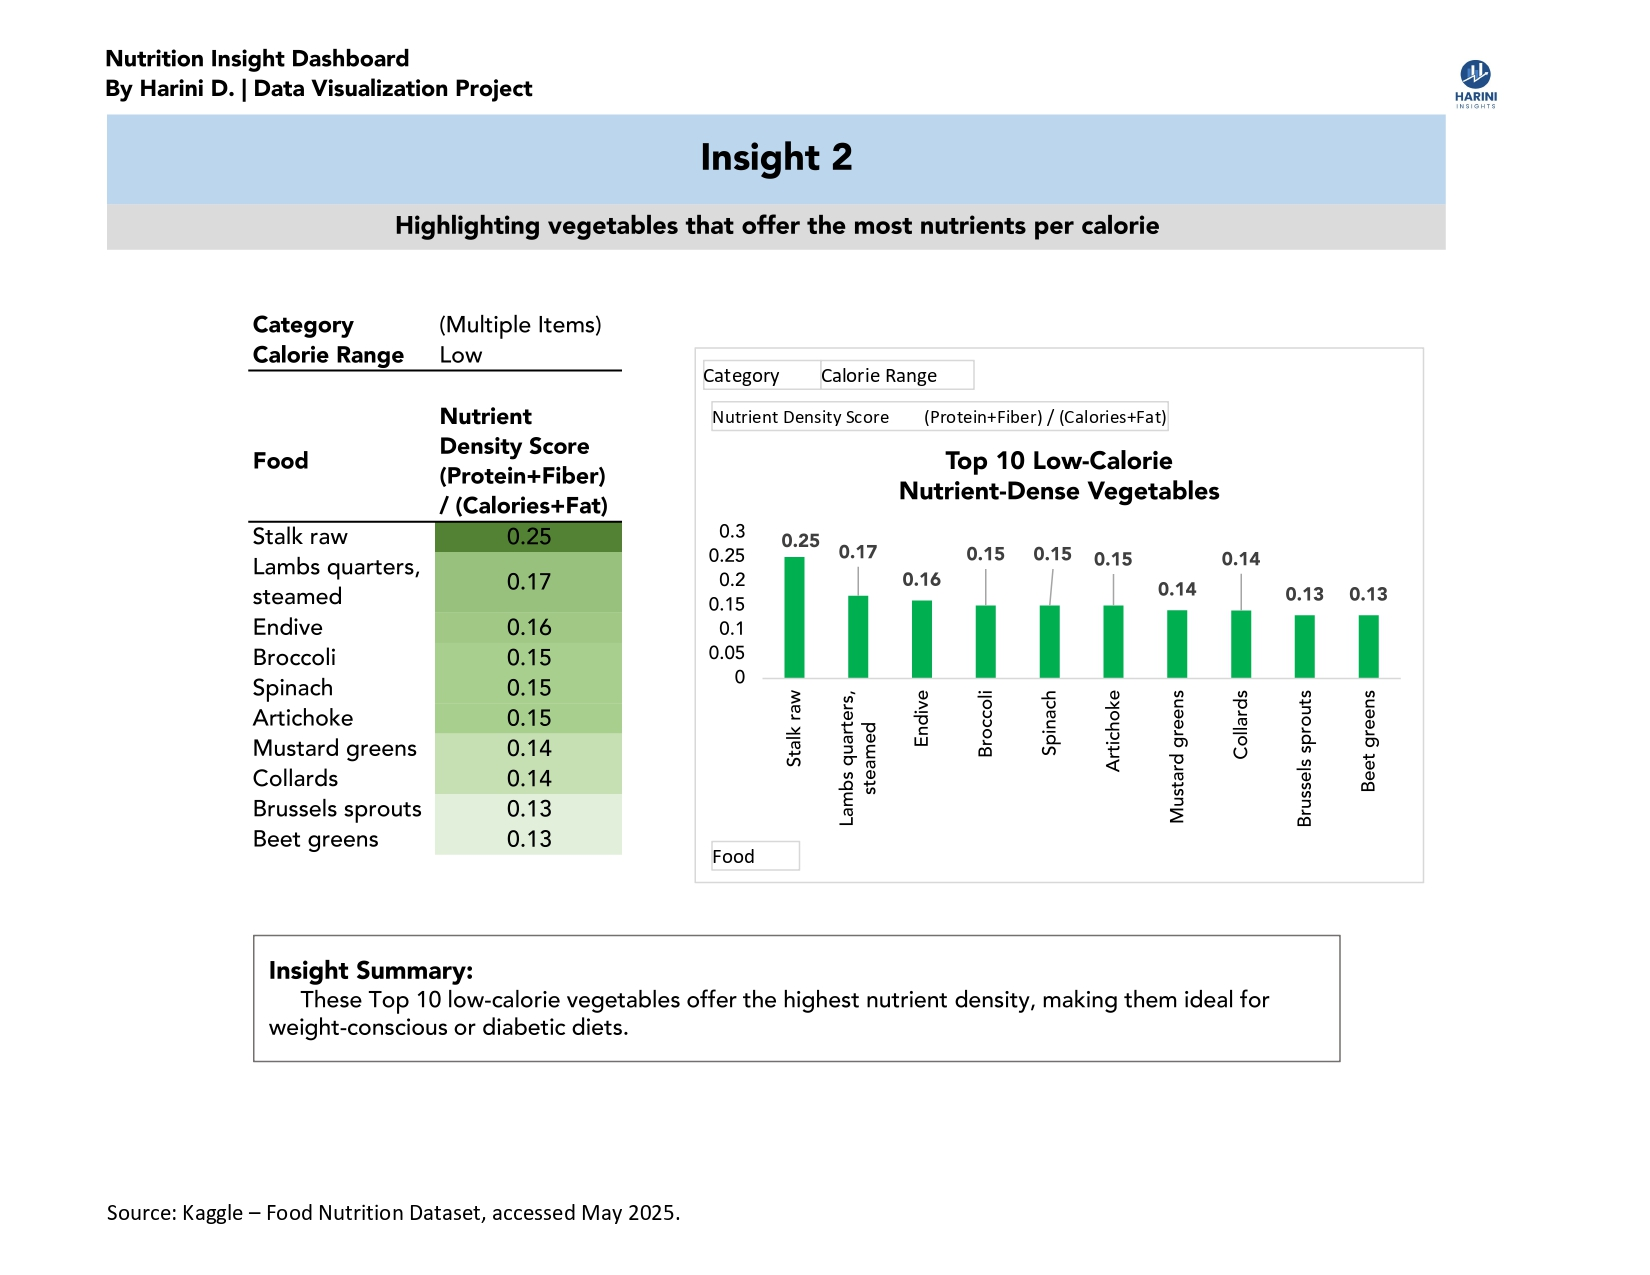 Nutrition Insight Dashboard
By Harini D. | Data Visualization Project
HARINI
INSIGHTS
Insight 2
Highlighting vegetables that offer the most nutrients per calorie
Category (Multiple Items)
Calorie Range Low
Food
Nutrient
Density Score
(Protein+Fiber)
/ (Calories+Fat)
Stalk raw 0.25
Lambs quarters,
steamed
0.17
Endive 0.16
Broccoli 0.15
Spinach 0.15
Artichoke 0.15
Mustard greens 0.14
Collards 0.14
Brussels sprouts 0.13
Beet greens 0.13
Category Calorie Range
Nutrient Density Score (Protein+Fiber) / (Calories+Fat)
Top 10 Low-Calorie
Nutrient-Dense Vegetables
0.3
0.25
0.2
0.15
0.1
0.05
0
0.25
0.17
0.16
0.15
0.15
0.15
0.14
0.14
0.13
0.13
Stalk raw
Lambs quarters,
steamed
Endive
Broccoli
Spinach
Artichoke
Mustard greens
Collards
Brussels sprouts
Beet greens
Food
Insight Summary:
These Top 10 low-calorie vegetables offer the highest nutrient density, making them ideal for
weight-conscious or diabetic diets.
Source: Kaggle – Food Nutrition Dataset, accessed May 2025.